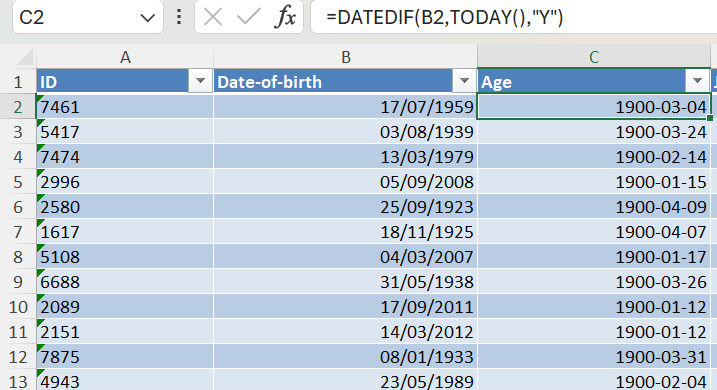 C2 fx =DATEDIF(B2,TODAY(),"Y")
A B C
1 ID Date-of-birth Age
2 7461 17/07/1959 1900-03-04
3 5417 03/08/1939 1900-03-24
4 7474 13/03/1979 1900-02-14
5 2996 05/09/2008 1900-01-15
6 2580 25/09/1923 1900-04-09
7 1617 18/11/1925 1900-04-07
8 5108 04/03/2007 1900-01-17
9 6688 31/05/1938 1900-03-26
10 2089 17/09/2011 1900-01-12
11 2151 14/03/2012 1900-01-12
12 7875 08/01/1933 1900-03-31
13 4943 23/05/1989 1900-02-04